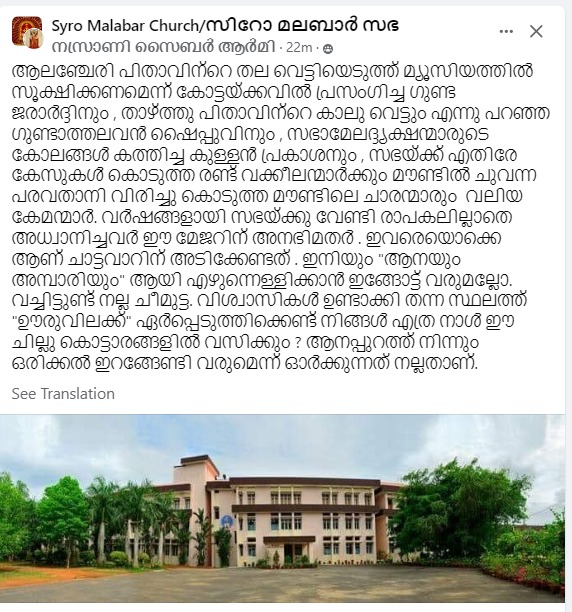 Syro Malabar Church/സിറോ മലബാർ സഭ
നസ്രാണി സൈബർ ആർമി · 22m ·
ആലഞ്ചേരി പിതാവിൻറെ തല വെട്ടിയെടുത്ത് മ്യൂസിയത്തിൽ
സൂക്ഷിക്കണമെന്ന് കോട്ടയ്ക്കവിൽ പ്രസംഗിച്ച ഗുണ്ട
ജരാർദ്ദിനും , താഴ്ത്തു പിതാവിൻറെ കാലു വെട്ടും എന്നു പറഞ്ഞ
ഗുണ്ടാത്തലവൻ ഷൈപ്പുവിനും , സഭാമേലദ്ധ്യക്ഷന്മാരുടെ
കോലങ്ങൾ കത്തിച്ച കുള്ളൻ പ്രകാശനും , സഭയ്ക്ക് എതിരേ
കേസുകൾ കൊടുത്ത രണ്ട് വക്കീലന്മാർക്കും മൗണ്ടിൽ ചുവന്ന
പരവതാനി വിരിച്ചു കൊടുത്ത മൗണ്ടിലെ ചാരന്മാരും വലിയ
കേമന്മാർ. വർഷങ്ങളായി സഭയ്ക്കു വേണ്ടി രാപകലില്ലാതെ
അധ്വാനിച്ചവർ ഈ മേജറിന് അനഭിമതർ . ഇവരെയൊക്കെ
ആണ് ചാട്ടവാറിന് അടിക്കേണ്ടത് . ഇനിയും "ആനയും
അമ്പാരിയും" ആയി എഴുന്നെള്ളിക്കാൻ ഇങ്ങോട്ട് വരുമല്ലോ.
വച്ചിട്ടുണ്ട് നല്ല ചീമുട്ട. വിശ്വാസികൾ ഉണ്ടാക്കി തന്ന സ്ഥലത്ത്
"ഊരുവിലക്ക്" ഏർപ്പെടുത്തിക്കെണ്ട് നിങ്ങൾ എത്ര നാൾ ഈ
ചില്ലു കൊട്ടാരങ്ങളിൽ വസിക്കും ? ആനപ്പുറത്ത് നിന്നും
ഒരിക്കൽ ഇറങ്ങേണ്ടി വരുമെന്ന് ഓർക്കുന്നത് നല്ലതാണ്.
See Translation